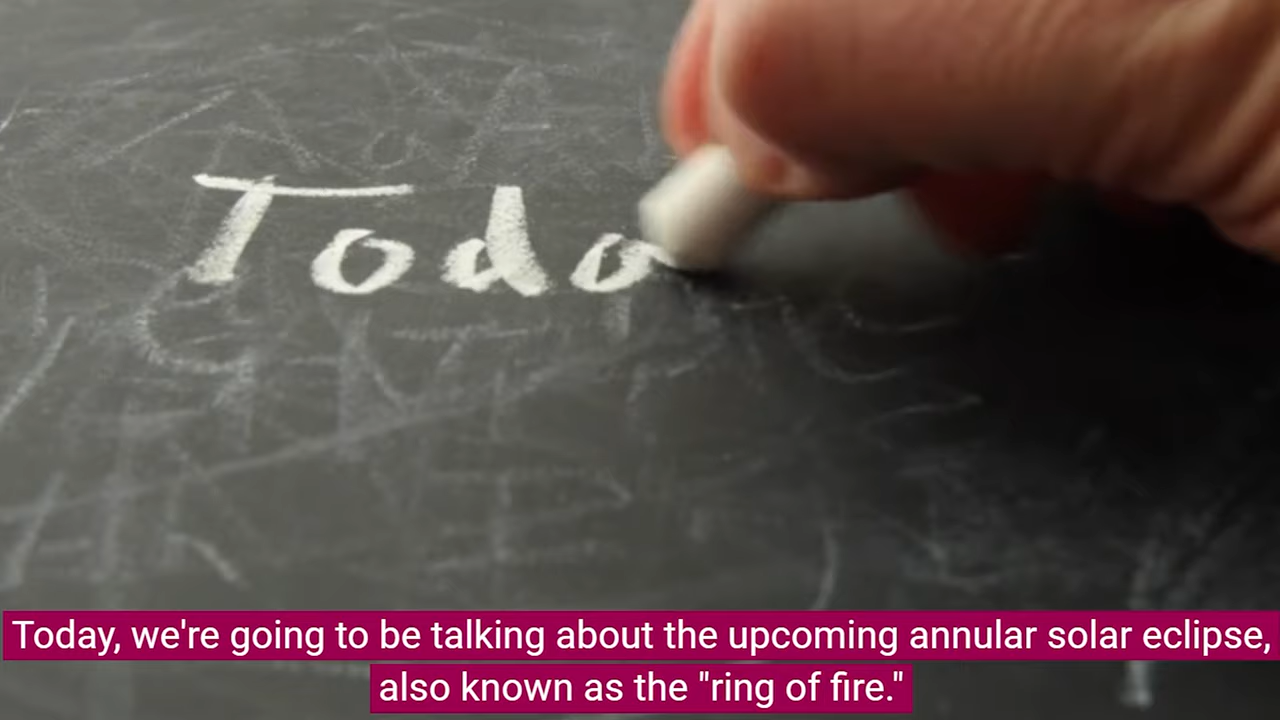 Toda
Today, we're going to be talking about the upcoming annular solar eclipse,
also known as the "ring of fire."